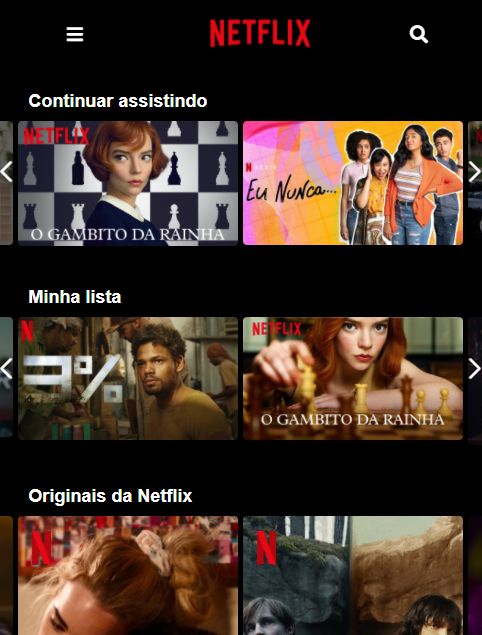 NETFLIX
Continuar assistindo
NETFLIX
O GAMBITO DA RAINHA
N SÉRIE
EU NUNCA...
Minha lista
N
3%
NETFLIX
O GAMBITO DA RAINHA
Originais da Netflix
N
N